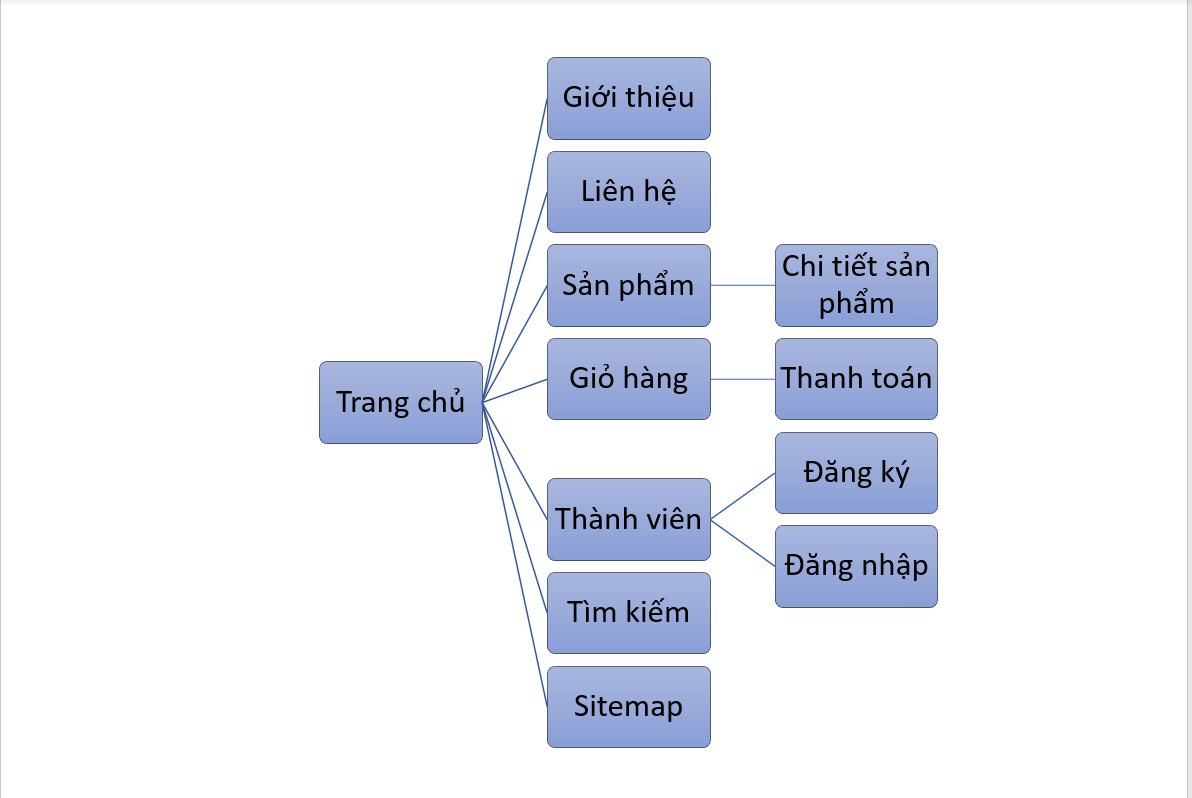 Giới thiệu
Liên hệ
Sản phẩm
Chi tiết sản
phẩm
Giỏ hàng
Thanh toán
Trang chủ
Thành viên
Đăng ký
Đăng nhập
Tìm kiếm
Sitemap